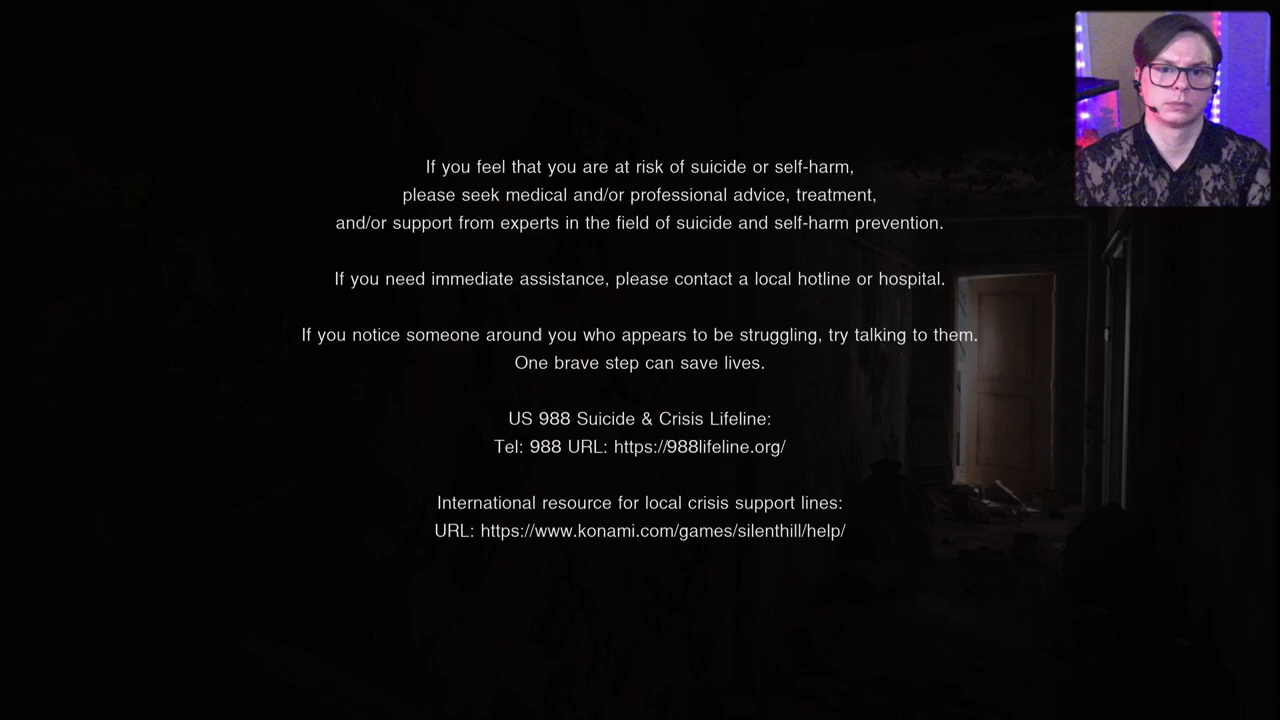 If you feel that you are at risk of suicide or self-harm,
please seek medical and/or professional advice, treatment,
and/or support from experts in the field of suicide and self-harm prevention.
If you need immediate assistance, please contact a local hotline or hospital.
If you notice someone around you who appears to be struggling, try talking to them.
One brave step can save lives.
US 988 Suicide & Crisis Lifeline:
Tel: 988 URL: https://988lifeline.org/
International resource for local crisis support lines:
URL: https://www.konami.com/games/silenthill/help/